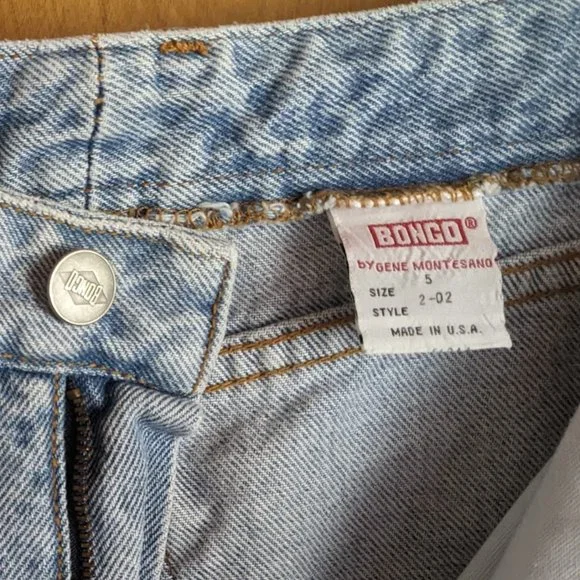 BONGO®
by GENE MONTESANO
5
SIZE
2-02
STYLE
MADE IN U.S.A.
BONGO